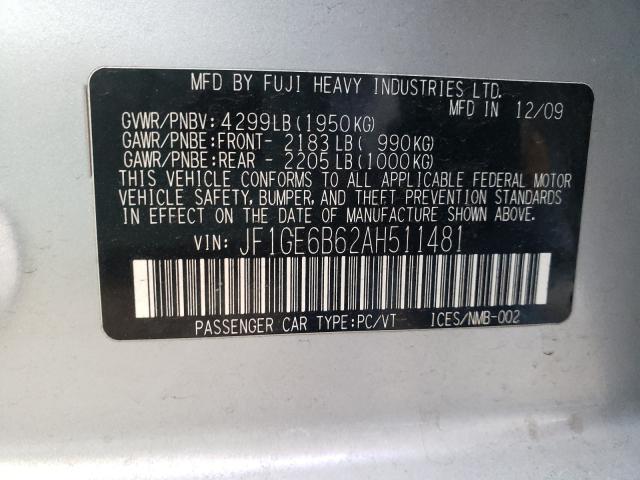 MFD BY FUJI HEAVY INDUSTRIES LTD.
MFD IN 12/09
GVWR/PNBV: 4299LB(1950KG)
GAWR/PNBE:FRONT- 2183LB( 990KG)
GAWR/PNBE:REAR - 2205LB(1000KG)
THIS VEHICLE CONFORMS TO ALL APPLICABLE FEDERAL MOTOR
VEHICLE SAFETY, BUMPER, AND THEFT PREVENTION STANDARDS
IN EFFECT ON THE DATE OF MANUFACTURE SHOWN ABOVE.
VIN: JF1GE6B62AH511481
PASSENGER CAR TYPE:PC/VT ICES/NMB-002